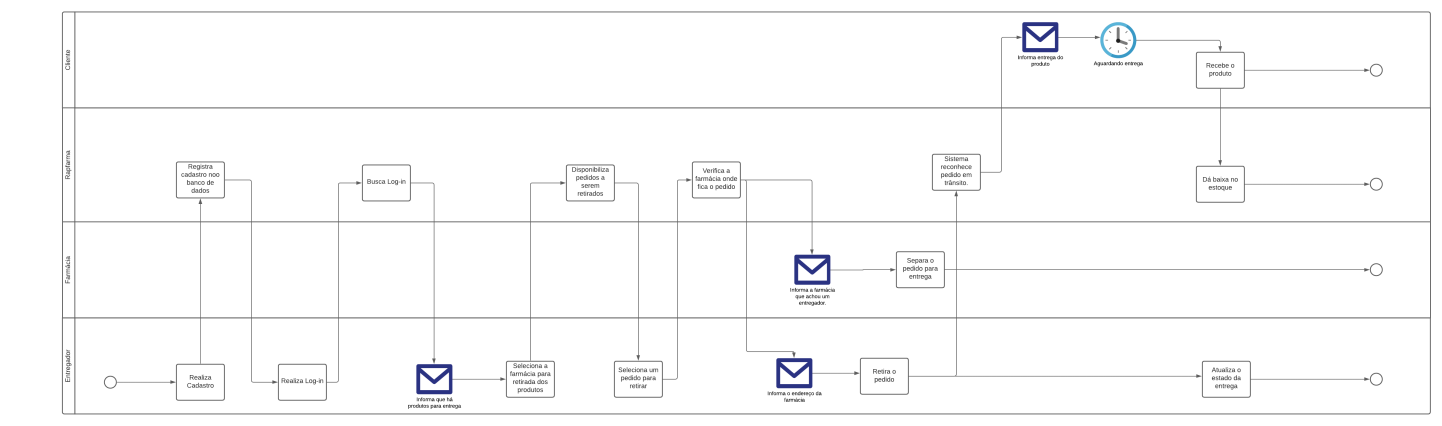 Cliente
Informa entrega do
produto
Aguardando entrega
Recebe o
produto
Rapfarma
Registra
cadastro noo
banco de
dados
Busca Log-in
Disponibiliza
pedidos a
serem
retirados
Verifica a
farmácia onde
fica o pedido
Sistema
reconhece
pedido em
trânsito.
Dá baixa no
estoque
Farmácia
Informa a farmácia
que achou um
entregador.
Separa o
pedido para
entrega
Entregador
Realiza
Cadastro
Realiza Log-in
Informa que há
produtos para entrega
Seleciona a
farmácia para
retirada dos
produtos
Seleciona um
pedido para
retirar
Informa o endereço da
farmácia
Retira o
pedido
Atualiza o
estado da
entrega